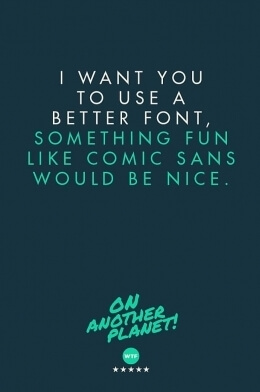 I WANT YOU
TO USE A
BETTER FONT,
SOMETHING FUN
LIKE COMIC SANS
WOULD BE NICE.
ON
ANOTHER
PLANET!
WTF
★★★★★